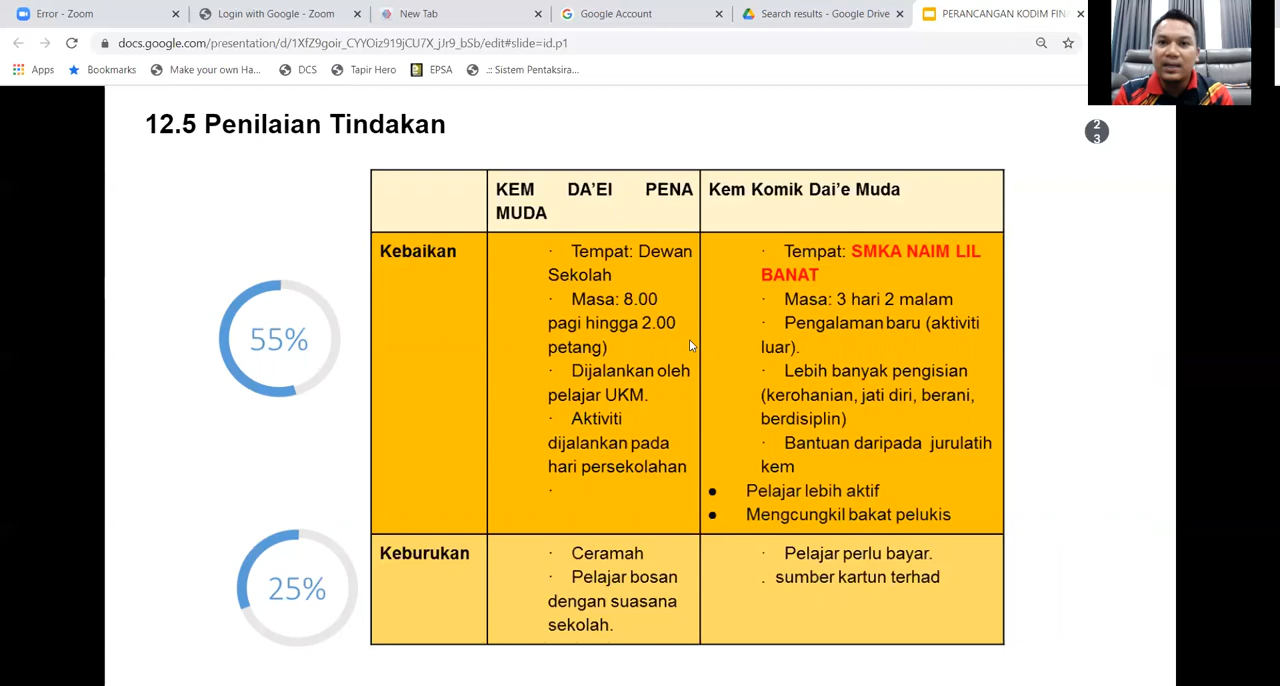 Error - Zoom
Login with Google - Zoom
New Tab
Google Account
Search results - Google Drive
PERANCANGAN KODIM FIN
docs.google.com/presentation/d/1XfZ9goir_CYYOiz919jCU7X_jJr9_bSb/edit#slide=id.p1
Apps
Bookmarks
Make your own Ha...
DCS
Tapir Hero
EPSA
.:: Sistem Pentaksira...
12.5 Penilaian Tindakan
2
3
KEM DA’EI PENA
MUDA
Kem Komik Dai’e Muda
Kebaikan
· Tempat: Dewan
Sekolah
· Masa: 8.00
pagi hingga 2.00
petang)
· Dijalankan oleh
pelajar UKM.
· Aktiviti
dijalankan pada
hari persekolahan
·
· Tempat: SMKA NAIM LIL
BANAT
· Masa: 3 hari 2 malam
· Pengalaman baru (aktiviti
luar).
· Lebih banyak pengisian
(kerohanian, jati diri, berani,
berdisiplin)
· Bantuan daripada jurulatih
kem
● Pelajar lebih aktif
● Mengcungkil bakat pelukis
55%
Keburukan
· Ceramah
· Pelajar bosan
dengan suasana
sekolah.
· Pelajar perlu bayar.
. sumber kartun terhad
25%